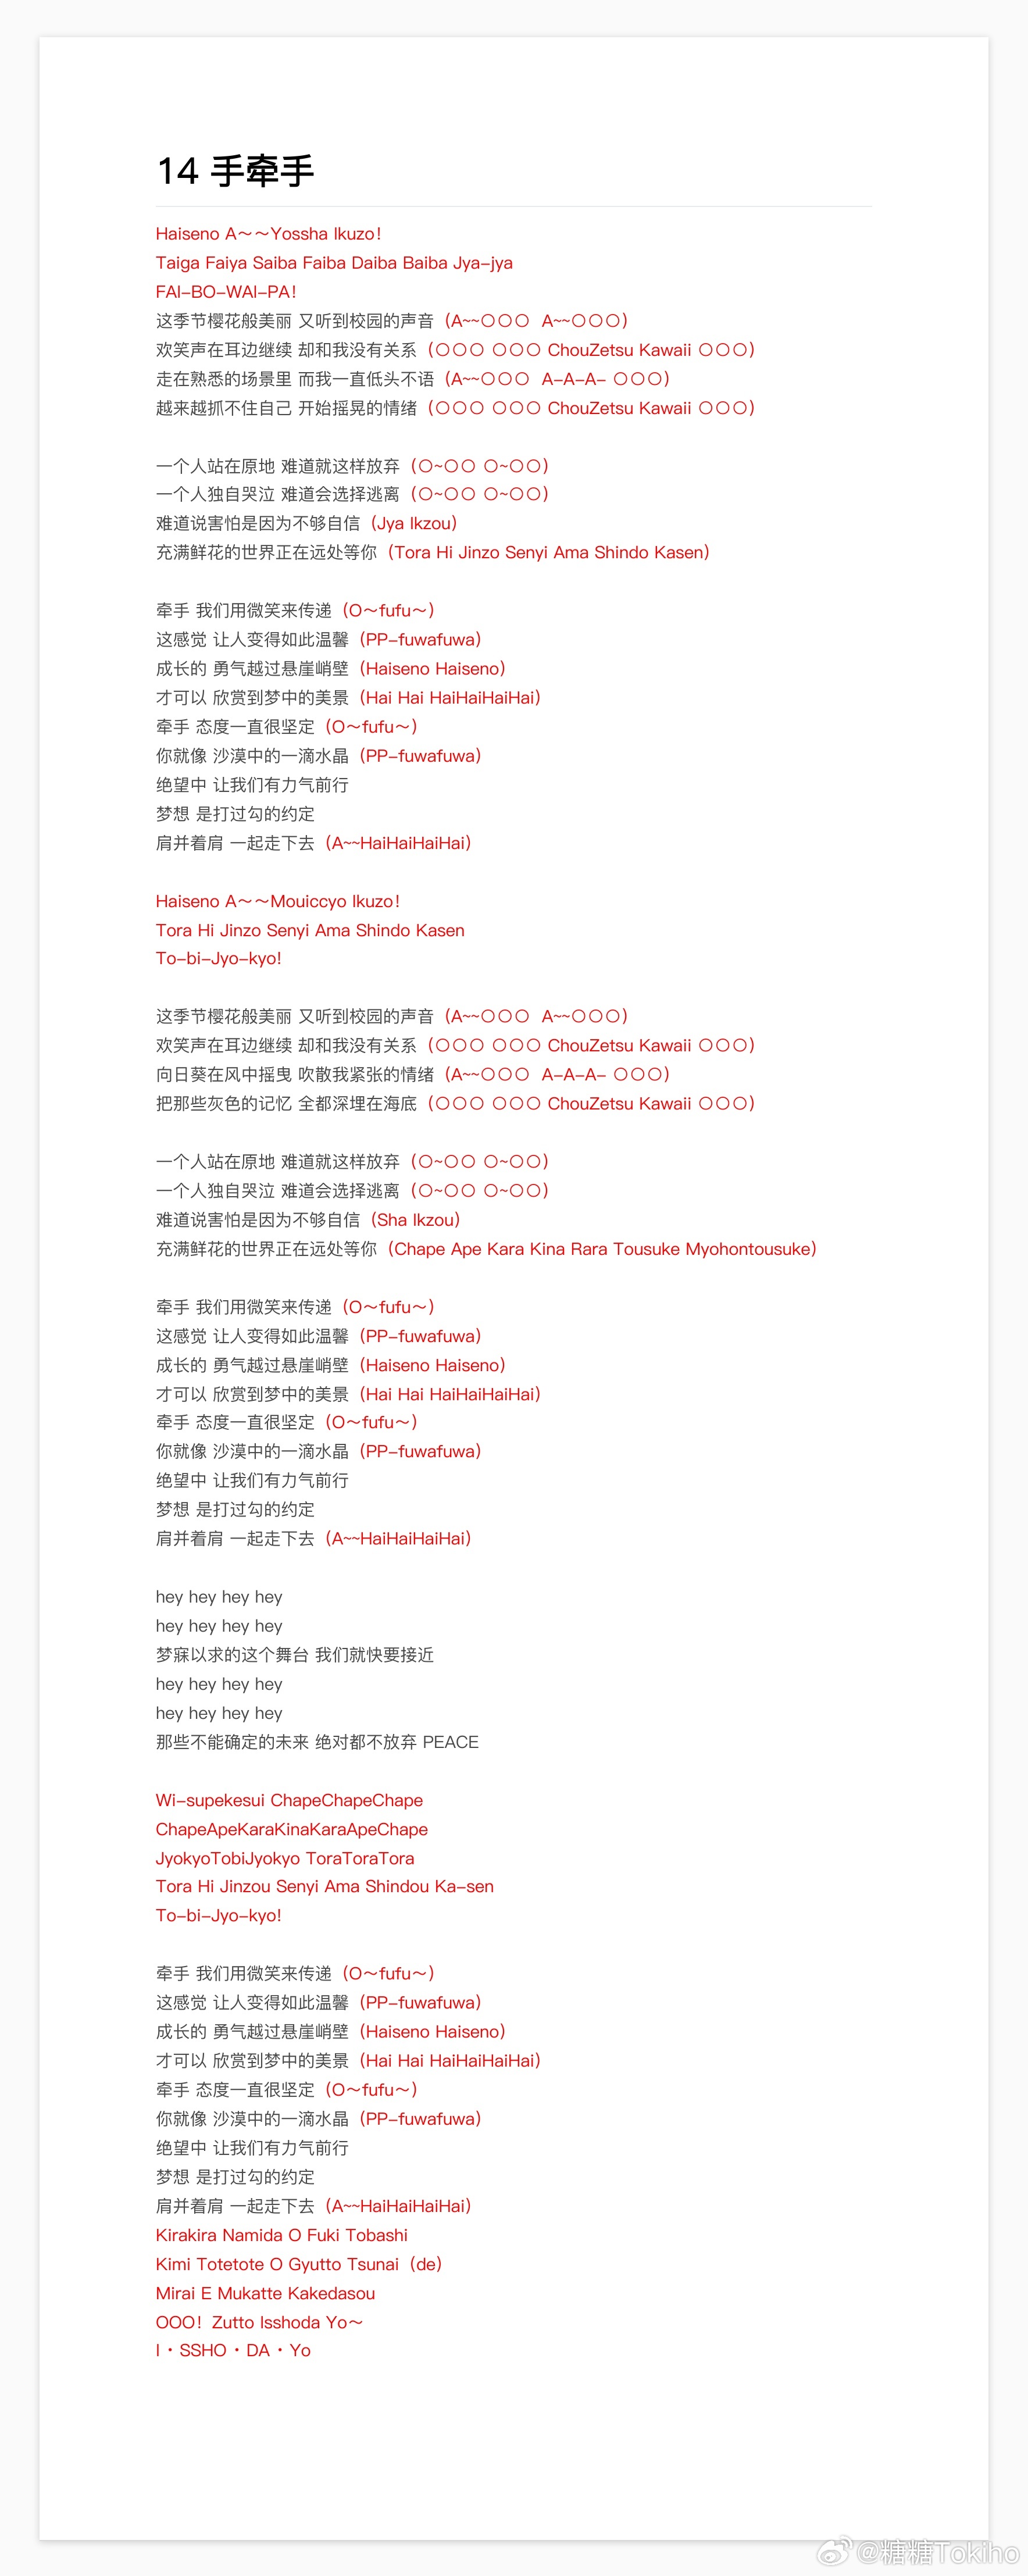 14 手牵手
Haiseno A～～Yossha Ikuzo！
Taiga Faiya Saiba Faiba Daiba Baiba Jya-jya
FAI-BO-WAI-PA！
这季节樱花般美丽 又听到校园的声音（A~~〇〇〇  A~~〇〇〇）
欢笑声在耳边继续 却和我没有关系（〇〇〇 〇〇〇 ChouZetsu Kawaii 〇〇〇）
走在熟悉的场景里 而我一直低头不语（A~~〇〇〇  A-A-A- 〇〇〇）
越来越抓不住自己 开始摇晃的情绪（〇〇〇 〇〇〇 ChouZetsu Kawaii 〇〇〇）
一个人站在原地 难道就这样放弃（〇~〇〇 〇~〇〇）
一个人独自哭泣 难道会选择逃离（〇~〇〇 〇~〇〇）
难道说害怕是因为不够自信（Jya Ikzou）
充满鲜花的世界正在远处等你（Tora Hi Jinzo Senyi Ama Shindo Kasen）
牵手 我们用微笑来传递（O～fufu～）
这感觉 让人变得如此温馨（PP-fuwafuwa）
成长的 勇气越过悬崖峭壁（Haiseno Haiseno）
才可以 欣赏到梦中的美景（Hai Hai HaiHaiHaiHai）
牵手 态度一直很坚定（O～fufu～）
你就像 沙漠中的一滴水晶（PP-fuwafuwa）
绝望中 让我们有力气前行
梦想 是打过勾的约定
肩并着肩 一起走下去（A~~HaiHaiHaiHai）
Haiseno A～～Mouiccyo Ikuzo！
Tora Hi Jinzo Senyi Ama Shindo Kasen
To-bi-Jyo-kyo!
这季节樱花般美丽 又听到校园的声音（A~~〇〇〇  A~~〇〇〇）
欢笑声在耳边继续 却和我没有关系（〇〇〇 〇〇〇 ChouZetsu Kawaii 〇〇〇）
向日葵在风中摇曳 吹散我紧张的情绪（A~~〇〇〇  A-A-A- 〇〇〇）
把那些灰色的记忆 全都深埋在海底（〇〇〇 〇〇〇 ChouZetsu Kawaii 〇〇〇）
一个人站在原地 难道就这样放弃（〇~〇〇 〇~〇〇）
一个人独自哭泣 难道会选择逃离（〇~〇〇 〇~〇〇）
难道说害怕是因为不够自信（Sha Ikzou）
充满鲜花的世界正在远处等你（Chape Ape Kara Kina Rara Tousuke Myohontousuke）
牵手 我们用微笑来传递（O～fufu～）
这感觉 让人变得如此温馨（PP-fuwafuwa）
成长的 勇气越过悬崖峭壁（Haiseno Haiseno）
才可以 欣赏到梦中的美景（Hai Hai HaiHaiHaiHai）
牵手 态度一直很坚定（O～fufu～）
你就像 沙漠中的一滴水晶（PP-fuwafuwa）
绝望中 让我们有力气前行
梦想 是打过勾的约定
肩并着肩 一起走下去（A~~HaiHaiHaiHai）
hey hey hey hey
hey hey hey hey
梦寐以求的这个舞台 我们就快要接近
hey hey hey hey
hey hey hey hey
那些不能确定的未来 绝对都不放弃 PEACE
Wi-supekesui ChapeChapeChape
ChapeApeKaraKinaKaraApeChape
JyokyoTobiJyokyo ToraToraTora
Tora Hi Jinzou Senyi Ama Shindou Ka-sen
To-bi-Jyo-kyo!
牵手 我们用微笑来传递（O～fufu～）
这感觉 让人变得如此温馨（PP-fuwafuwa）
成长的 勇气越过悬崖峭壁（Haiseno Haiseno）
才可以 欣赏到梦中的美景（Hai Hai HaiHaiHaiHai）
牵手 态度一直很坚定（O～fufu～）
你就像 沙漠中的一滴水晶（PP-fuwafuwa）
绝望中 让我们有力气前行
梦想 是打过勾的约定
肩并着肩 一起走下去（A~~HaiHaiHaiHai）
Kirakira Namida O Fuki Tobashi
Kimi Totetote O Gyutto Tsunai（de）
Mirai E Mukatte Kakedasou
OOO！Zutto Isshoda Yo～
I・SSHO・DA・Yo
@糖糖Tokiho